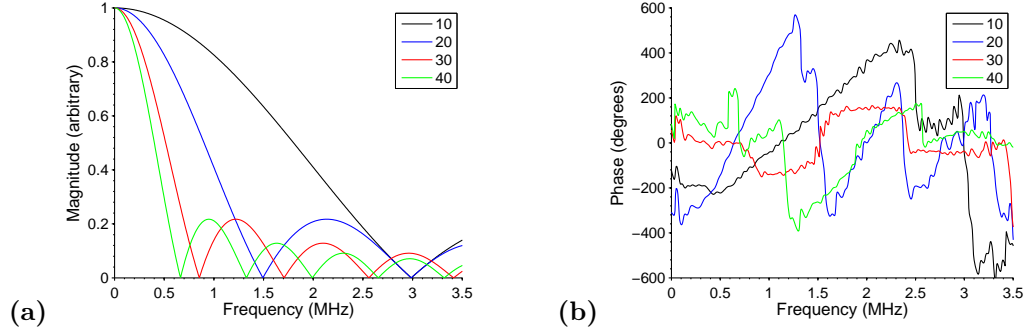 1
0.8
0.6
0.4
0.2
0
0 0.5 1 1.5 2 2.5 3 3.5
Magnitude (arbitrary)
Frequency (MHz)
10
20
30
40
(a)
600
400
200
0
−200
−400
−600
0 0.5 1 1.5 2 2.5 3 3.5
Phase (degrees)
Frequency (MHz)
10
20
30
40
(b)